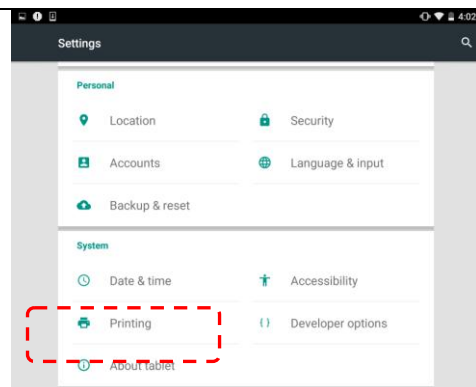 4:02
Settings
Personal
Location Security
Accounts Language & input
Backup & reset
System
Date & time Accessibility
Printing { } Developer options
About tablet